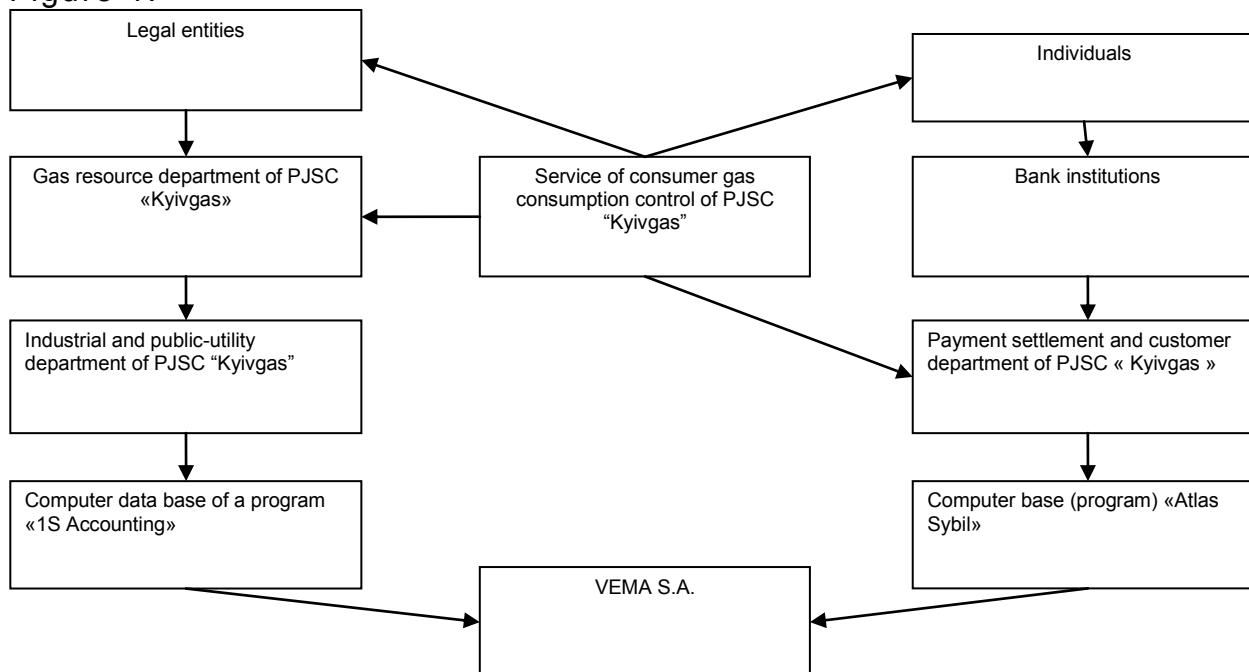 Legal entities
Individuals
Gas resource department of PJSC
«Kyivgas»
Service of consumer gas
consumption control of PJSC
“Kyivgas”
Bank institutions
Industrial and public-utility
department of PJSC “Kyivgas”
Payment settlement and customer
department of PJSC « Kyivgas »
Computer data base of a program
«1S Accounting»
Computer base (program) «Atlas
Sybil»
VEMA S.A.